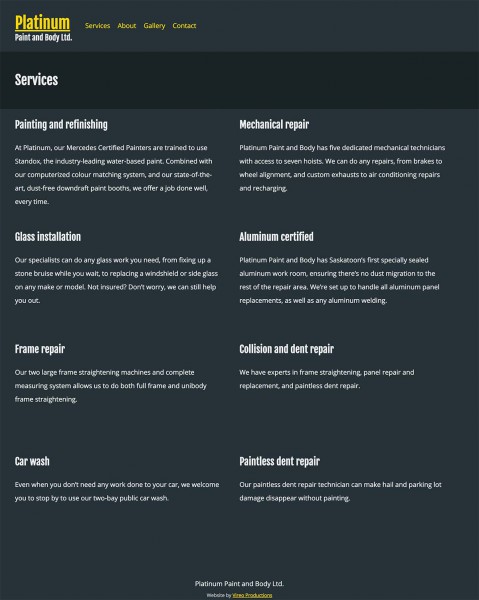 Platinum
Paint and Body Ltd.
Services About Gallery Contact
Services
Painting and refinishing
At Platinum, our Mercedes Certified Painters are trained to use
Standox, the industry-leading water-based paint. Combined with
our computerized colour matching system, and our state-of-the-
art, dust-free downdraft paint booths, we offer a job done well,
every time.
Mechanical repair
Platinum Paint and Body has five dedicated mechanical technicians
with access to seven hoists. We can do any repairs, from brakes to
wheel alignment, and custom exhausts to air conditioning repairs
and recharging.
Glass installation
Our specialists can do any glass work you need, from fixing up a
stone bruise while you wait, to replacing a windshield or side glass
on any make or model. Not insured? Don't worry, we can still help
you out.
Aluminum certified
Platinum Paint and Body has Saskatoon's first specially sealed
aluminum work room, ensuring there's no dust migration to the
rest of the repair area. We're set up to handle all aluminum panel
replacements, as well as any aluminum welding.
Frame repair
Our two large frame straightening machines and complete
measuring system allows us to do both full frame and unibody
frame straightening.
Collision and dent repair
We have experts in frame straightening, panel repair and
replacement, and paintless dent repair.
Car wash
Even when you don't need any work done to your car, we welcome
you to stop by to use our two-bay public car wash.
Paintless dent repair
Our paintless dent repair technician can make hail and parking lot
damage disappear without painting.
Platinum Paint and Body Ltd.
Website by Vireo Productions